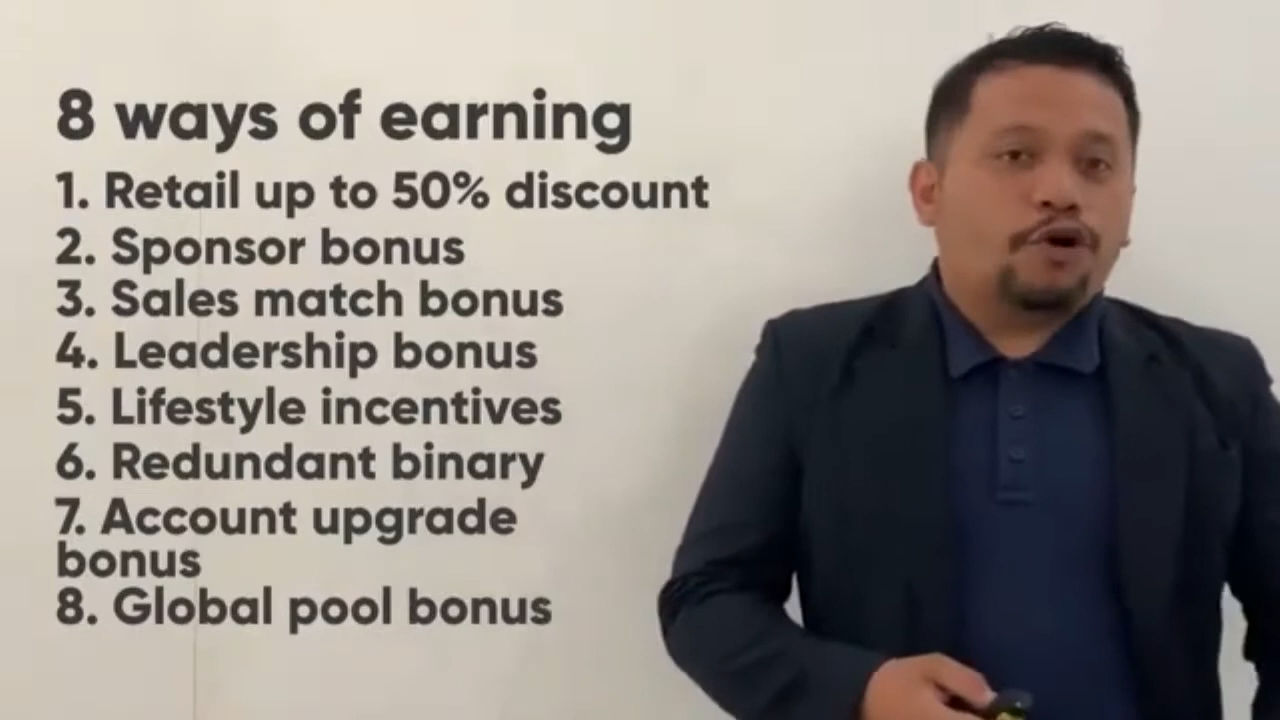 8 ways of earning
1. Retail up to 50% discount
2. Sponsor bonus
3. Sales match bonus
4. Leadership bonus
5. Lifestyle incentives
6. Redundant binary
7. Account upgrade
bonus
8. Global pool bonus